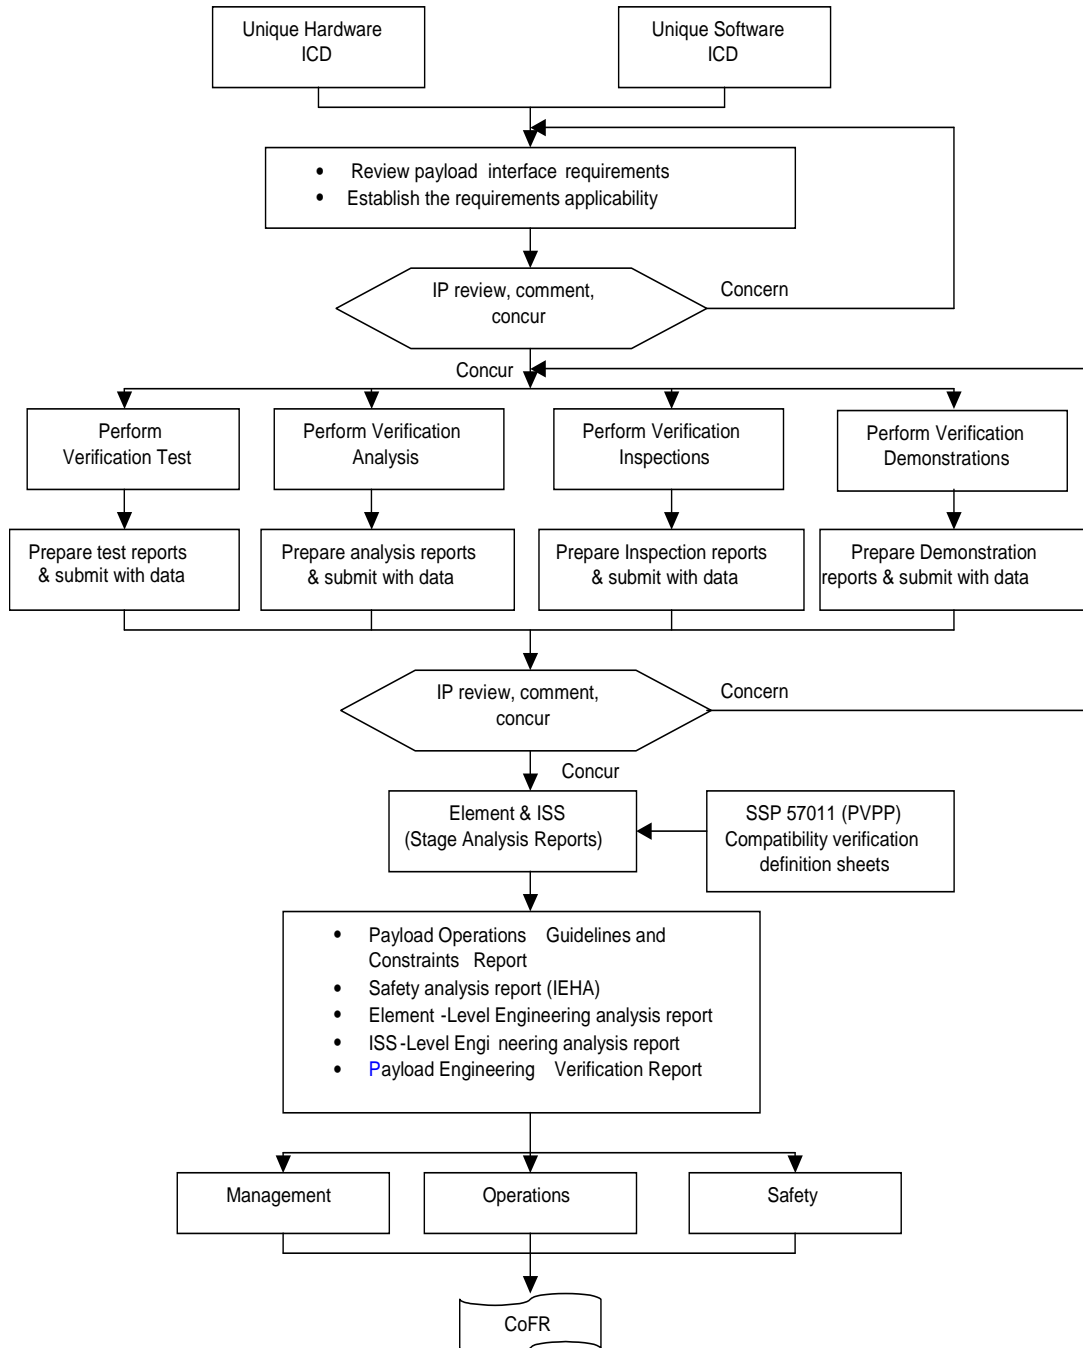 Unique Hardware
ICD
Unique Software
ICD
• Review payload interface requirements
• Establish the requirements applicability
IP review, comment,
concur
Concern
Concur
Perform
Verification Test
Perform Verification
Analysis
Perform Verification
Inspections
Perform Verification
Demonstrations
Prepare test reports
& submit with data
Prepare analysis reports
& submit with data
Prepare Inspection reports
& submit with data
Prepare Demonstration
reports & submit with data
IP review, comment,
concur
Concern
Concur
Element & ISS
(Stage Analysis Reports)
SSP 57011 (PVPP)
Compatibility verification
definition sheets
• Payload Operations Guidelines and
Constraints Report
• Safety analysis report (IEHA)
• Element -Level Engineering analysis report
• ISS -Level Engi neering analysis report
• Payload Engineering Verification Report
Management
Operations
Safety
CoFR